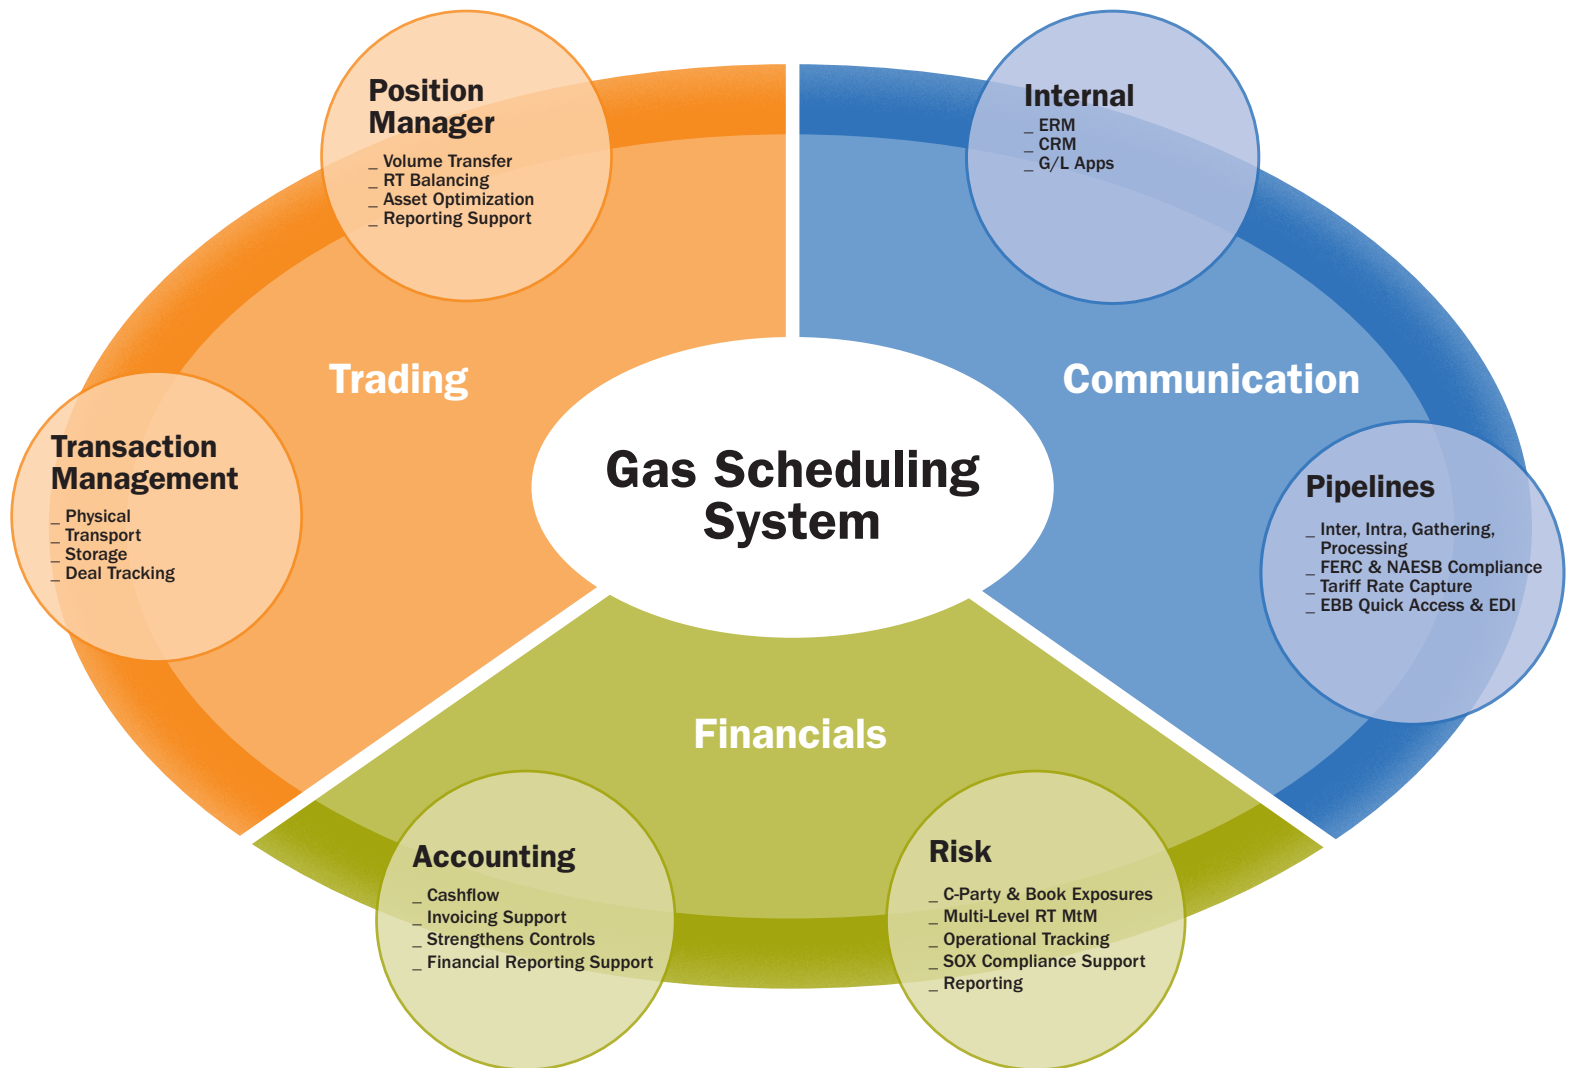 Position
Manager
_ Volume Transfer
_ RT Balancing
_ Asset Optimization
_ Reporting Support
Internal
_ ERM
_ CRM
_ G/L Apps
Trading
Communication
Transaction
Management
_ Physical
_ Transport
_ Storage
_ Deal Tracking
Gas Scheduling
System
Pipelines
_ Inter, Intra, Gathering,
Processing
_ FERC & NAESB Compliance
_ Tariff Rate Capture
_ EBB Quick Access & EDI
Financials
Accounting
_ Cashflow
_ Invoicing Support
_ Strengthens Controls
_ Financial Reporting Support
Risk
_ C-Party & Book Exposures
_ Multi-Level RT MtM
_ Operational Tracking
_ SOX Compliance Support
_ Reporting